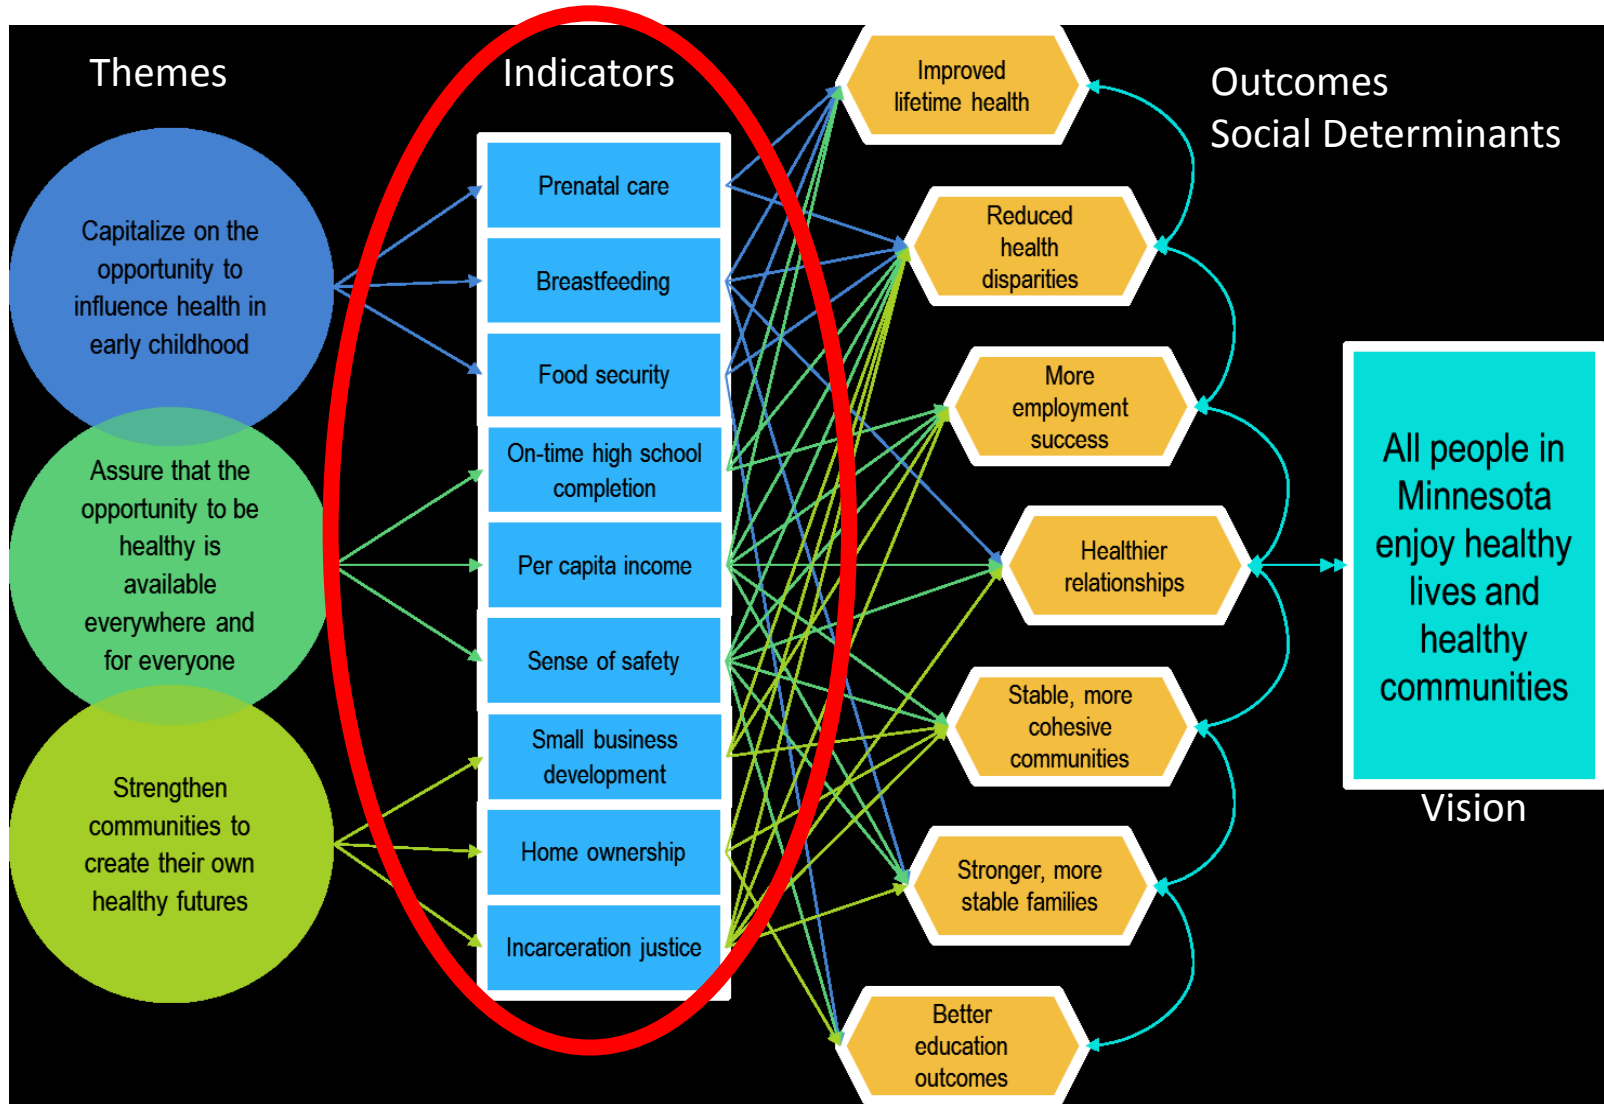 Themes
Capitalize on the
opportunity to
influence health in
early childhood
Assure that the
opportunity to be
healthy is
available
everywhere and
for everyone
Strengthen
communities to
create their own
healthy futures
Indicators
Prenatal care
Breastfeeding
Food security
On-time high school
completion
Per capita income
Sense of safety
Small business
development
Home ownership
Incarceration justice
Outcomes
Social Determinants
Improved
lifetime health
Reduced
health
disparities
More
employment
success
Healthier
relationships
Stable, more
cohesive
communities
Stronger, more
stable families
Better
education
outcomes
All people in
Minnesota
enjoy healthy
lives and
healthy
communities
Vision